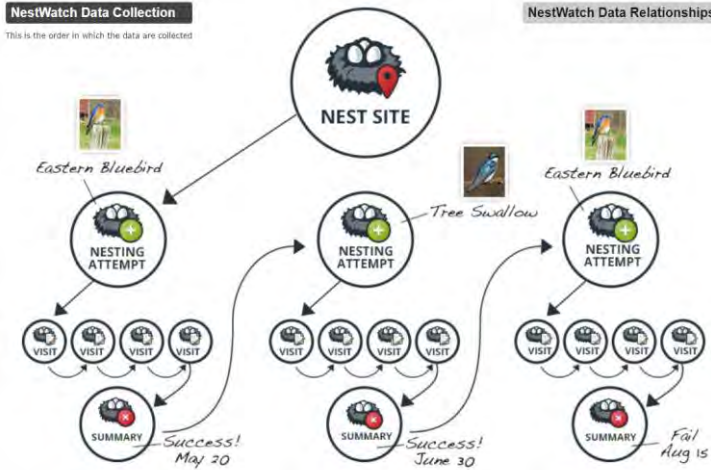 NestWatch Data Collection
NestWatch Data Relationships
This is the order in which the data are collected
NEST SITE
Eastern Bluebird
NESTING
ATTEMPT
VISIT
VISIT
VISIT
VISIT
SUMMARY
Success!
May 20
Tree Swallow
NESTING
ATTEMPT
VISIT
VISIT
VISIT
VISIT
SUMMARY
Success!
June 30
Eastern Bluebird
NESTING
ATTEMPT
VISIT
VISIT
VISIT
VISIT
SUMMARY
Fail
Aug 15